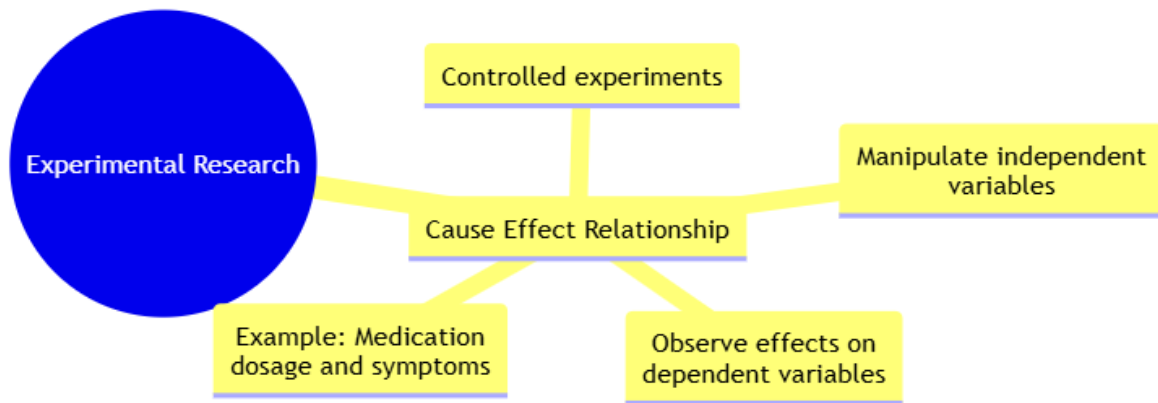 Controlled experiments
Experimental Research
Manipulate independent
variables
Cause Effect Relationship
Example: Medication
dosage and symptoms
Observe effects on
dependent variables